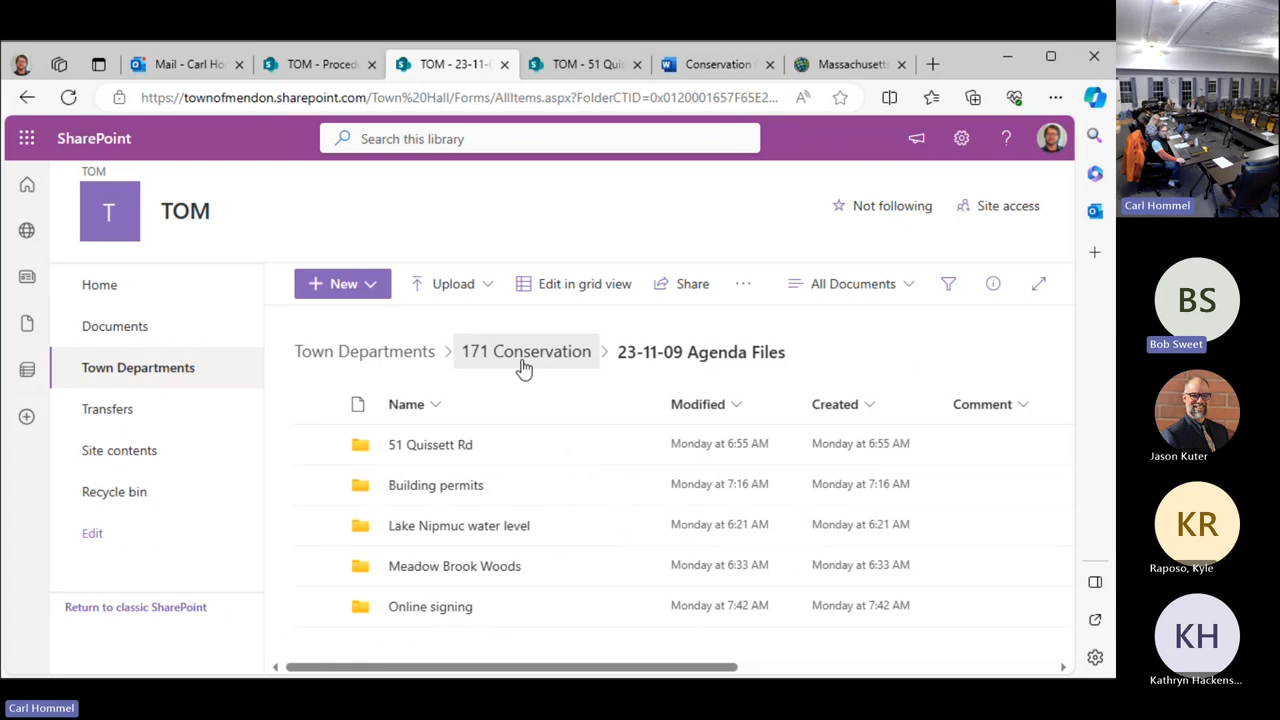 Mail - Carl Ho
TOM - Proced
TOM - 23-11-
TOM - 51 Quis
Conservation
Massachusett
https://townofmendon.sharepoint.com/Town%20Hall/Forms/AllItems.aspx?FolderCTID=0x0120001657F65E2...
SharePoint
Search this library
TOM
T
TOM
Not following
Site access
Home
Documents
Town Departments
Transfers
Site contents
Recycle bin
Edit
Return to classic SharePoint
New
Upload
Edit in grid view
Share
All Documents
Town Departments > 171 Conservation > 23-11-09 Agenda Files
Name Modified Created Comment
51 Quissett Rd Monday at 6:55 AM Monday at 6:55 AM
Building permits Monday at 7:16 AM Monday at 7:16 AM
Lake Nipmuc water level Monday at 6:21 AM Monday at 6:21 AM
Meadow Brook Woods Monday at 6:33 AM Monday at 6:33 AM
Online signing Monday at 7:42 AM Monday at 7:42 AM
Carl Hommel
BS
Bob Sweet
Jason Kuter
KR
Raposo, Kyle
KH
Kathryn Hackens...
Carl Hommel